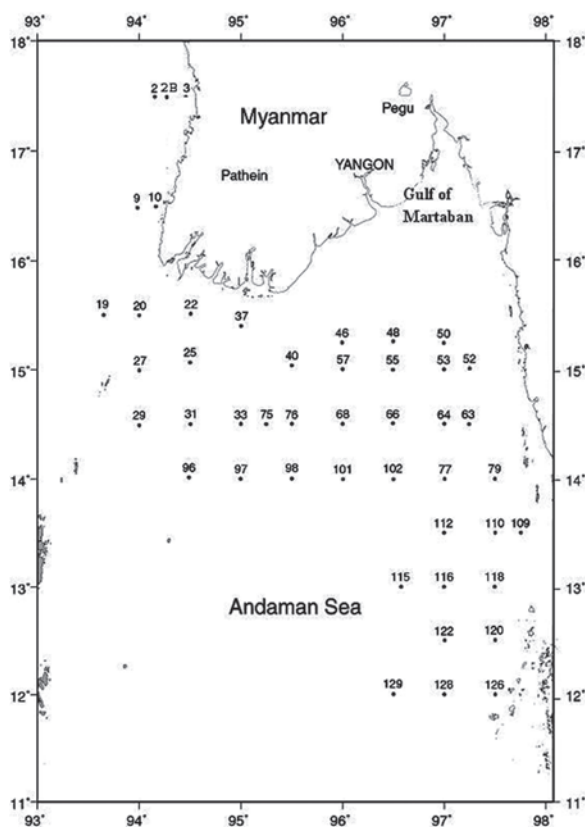 93° 94° 95° 96° 97° 98°
18° 18°
2 2B 3
Pegu
Myanmar
17° 17°
YANGON
Pathein
Gulf of
Martaban
9 10
16° 16°
19 20 22
37
46 48 50
27 25 40 57 55 53 52
15° 15°
29 31 33 75 76 68 66 64 63
96 97 98 101 102 77 79
14° 14°
112 110 109
115 116 118
13° 13°
Andaman Sea
122 120
129 128 126
12° 12°
11° 11°
93° 94° 95° 96° 97° 98°